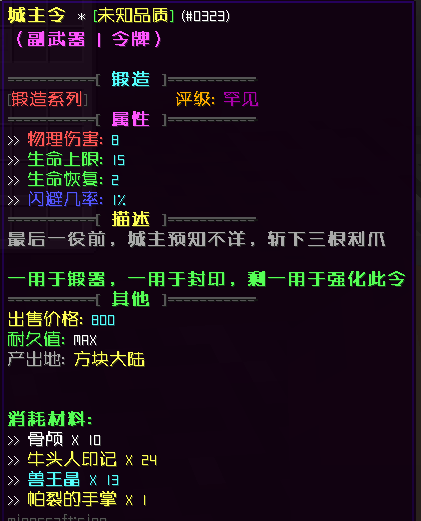 城主令 * [未知品质] (#0323)
（副武器 | 令牌）
==========[ 锻造 ]==========
[锻造系列] 评级: 罕见
==========[ 属性 ]==========
>> 物理伤害: 8
>> 生命上限: 15
>> 生命恢复: 2
>> 闪避几率: 1%
==========[ 描述 ]==========
最后一役前，城主预知不详，斩下三根利爪
一用于锻器，一用于封印，剩一用于强化此令
==========[ 其他 ]==========
出售价格: 800
耐久值: MAX
产出地: 方块大陆
消耗材料:
>> 骨颅 X 10
>> 牛头人印记 X 24
>> 兽王晶 X 13
>> 帕裂的手掌 X 1